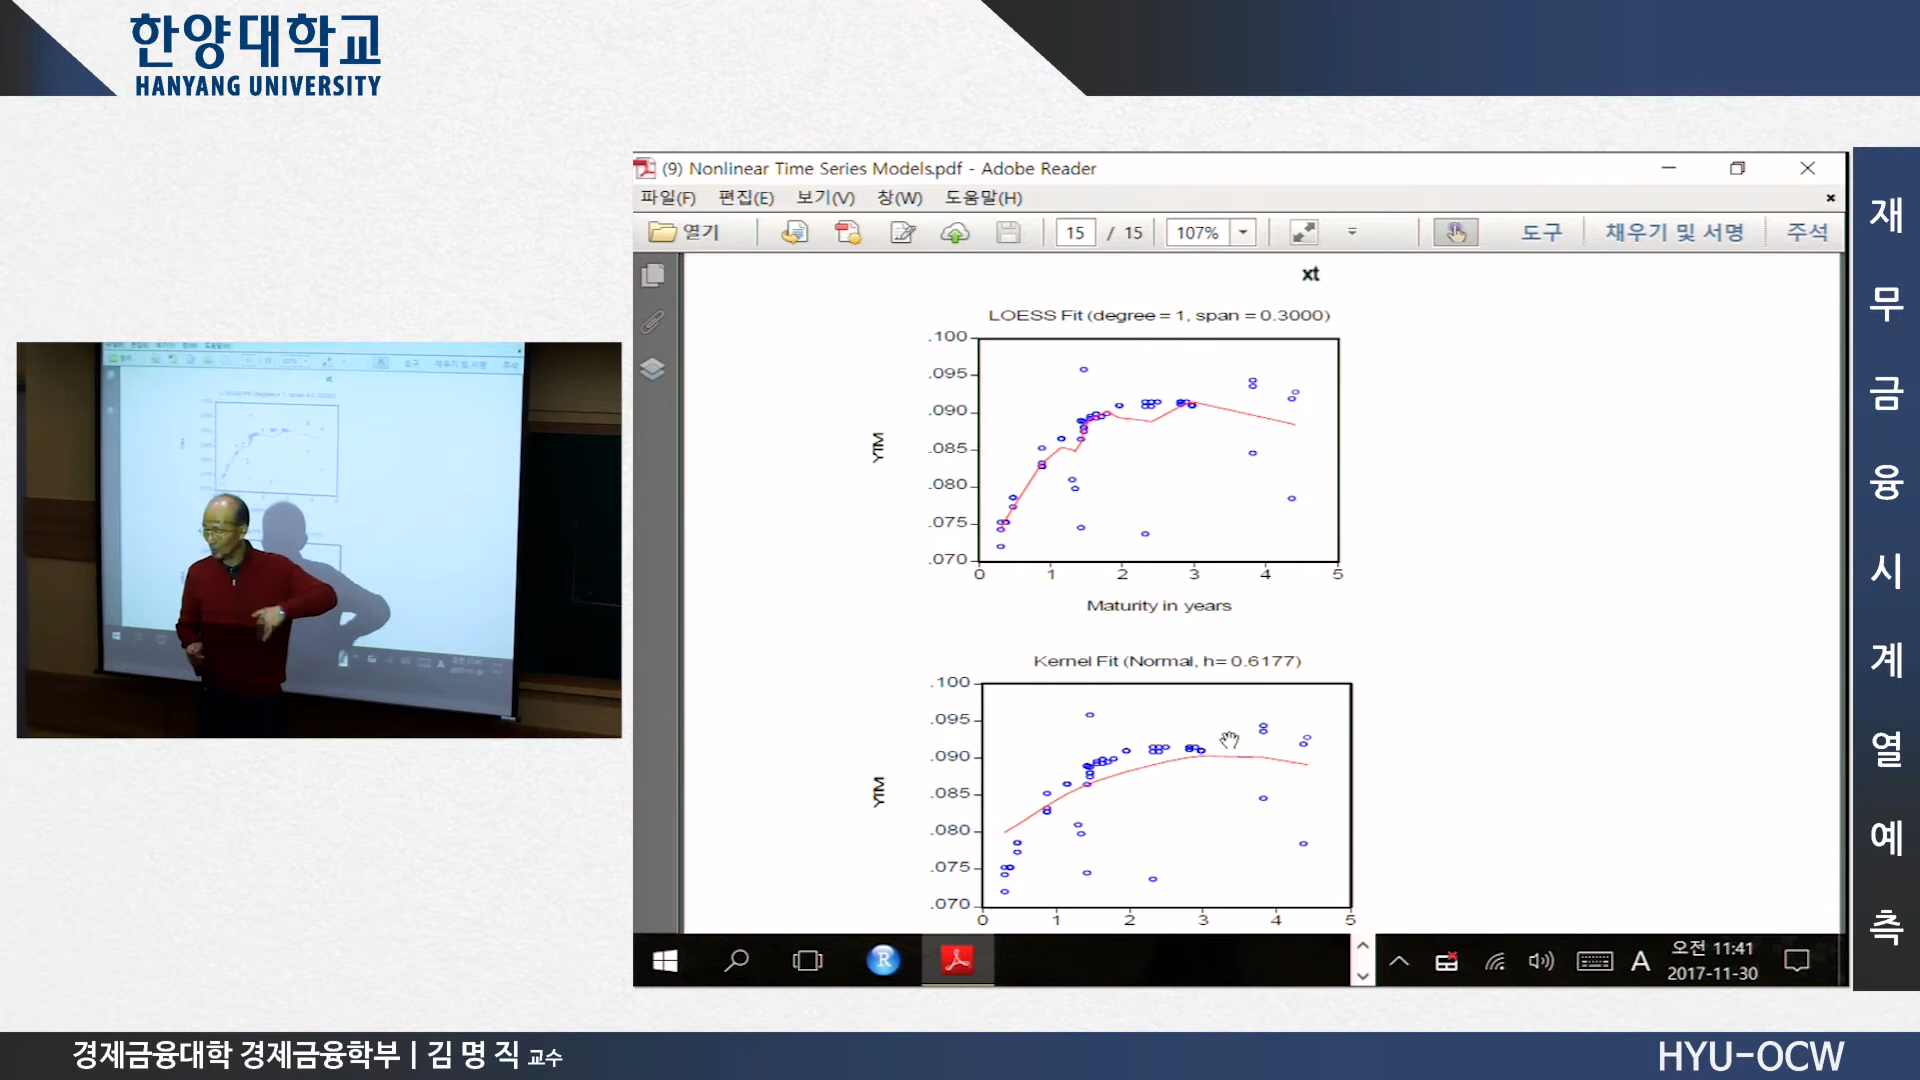 한양대학교
HANYANG UNIVERSITY
(9) Nonlinear Time Series Models.pdf - Adobe Reader
파일(F) 편집(E) 보기(V) 창(W) 도움말(H)
열기 15 / 15 107% 도구 채우기 및 서명 주석
xt
LOESS Fit (degree = 1, span = 0.3000)
.100
.095
.090
.085
.080
.075
.070
YTM
0 1 2 3 4 5
Maturity in years
Kernel Fit (Normal, h= 0.6177)
.100
.095
.090
.085
.080
.075
.070
YTM
0 1 2 3 4 5
A 오전 11:41
2017-11-30
재
무
금
융
시
계
열
예
측
경제금융대학 경제금융학부 | 김 명 직 교수
HYU-OCW